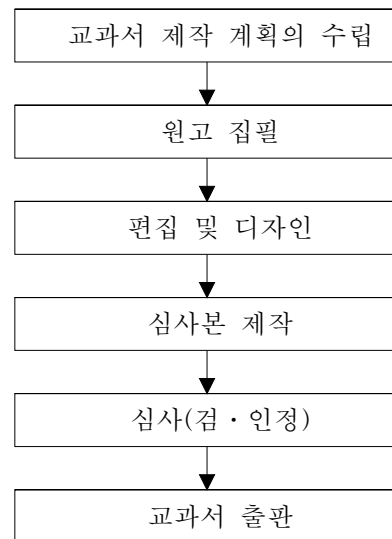 교과서 제작 계획의 수립
원고 집필
편집 및 디자인
심사본 제작
심사(검・인정)
교과서 출판